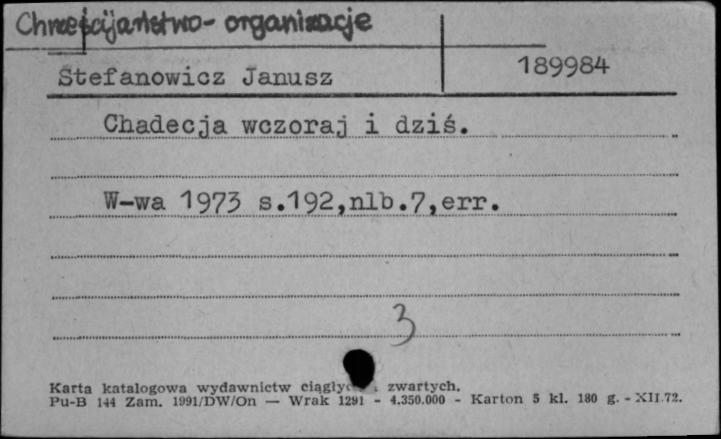 Chrześcijaństwo - organizacje
Stefanowicz Janusz
189984
Chadecja wczoraj i dziś.
W-wa 1973 s.192,nlb.7,err.
3
Karta katalogowa wydawnictw zwartych.
Pu-B 144 Zam. 1991/DW/On — Wrak 1291 - 4.350.000 - Karton 5 kl. 180 g. - XII.72.